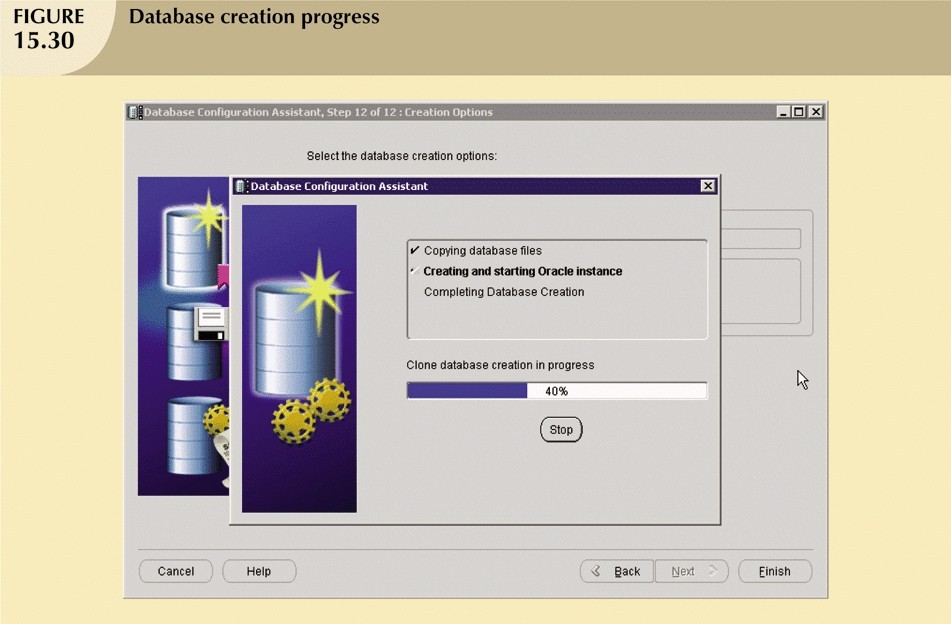 FIGURE
15.30
Database creation progress
Database Configuration Assistant, Step 12 of 12 : Creation Options
Select the database creation options:
Database Configuration Assistant
Copying database files
Creating and starting Oracle instance
Completing Database Creation
Clone database creation in progress
40%
Stop
Cancel
Help
Back
Next
Finish